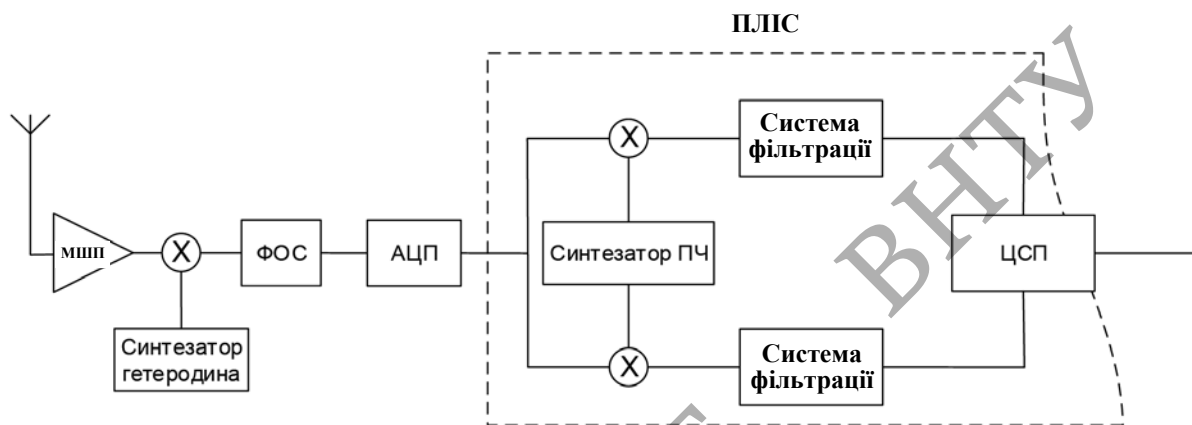 ПЛІС
ВНТУ
Система
фільтрації
X
МШП
X
ФОС
АЦП
Синтезатор ПЧ
ЦСП
Синтезатор
гетеродина
X
Система
фільтрації